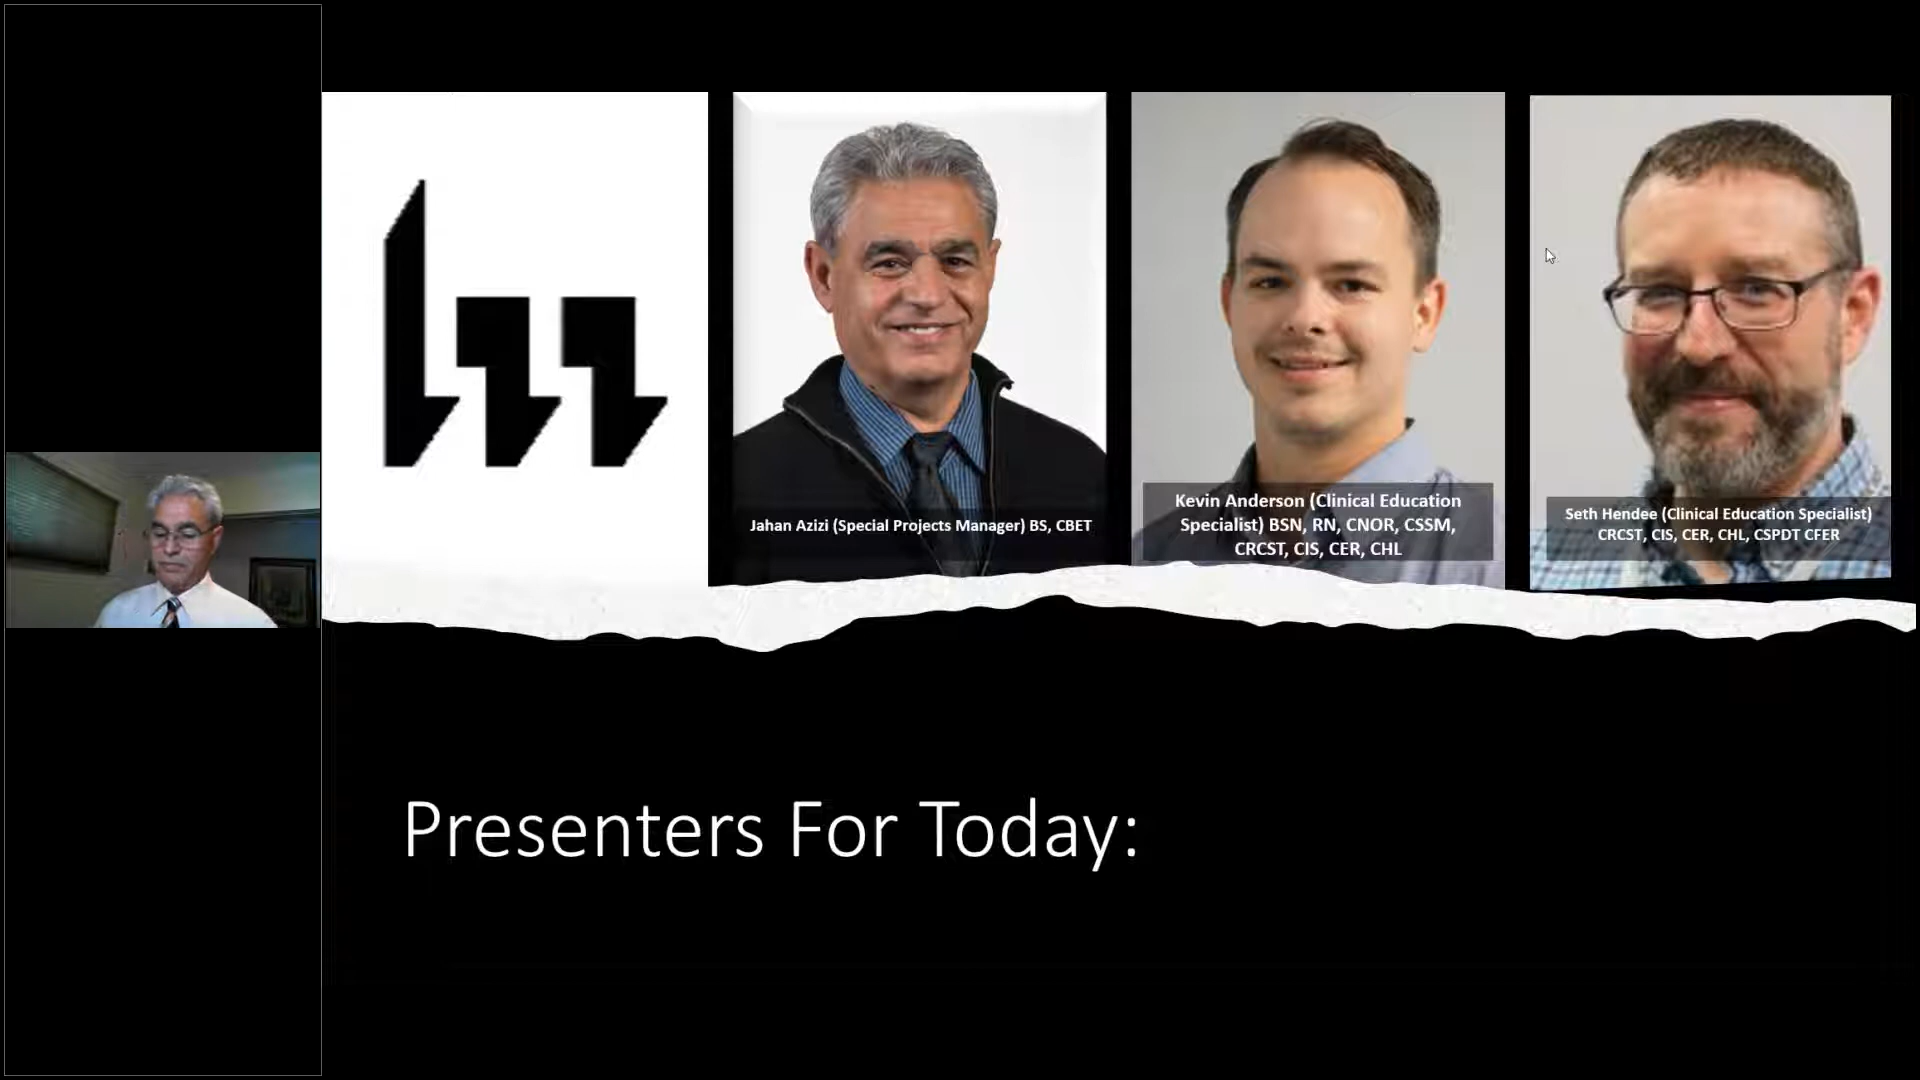 Jahan Azizi (Special Projects Manager) BS, CBET
Kevin Anderson (Clinical Education
Specialist) BSN, RN, CNOR, CSSM,
CRCST, CIS, CER, CHL
Seth Hendee (Clinical Education Specialist)
CRCST, CIS, CER, CHL, CSPDT CFER
Presenters For Today: